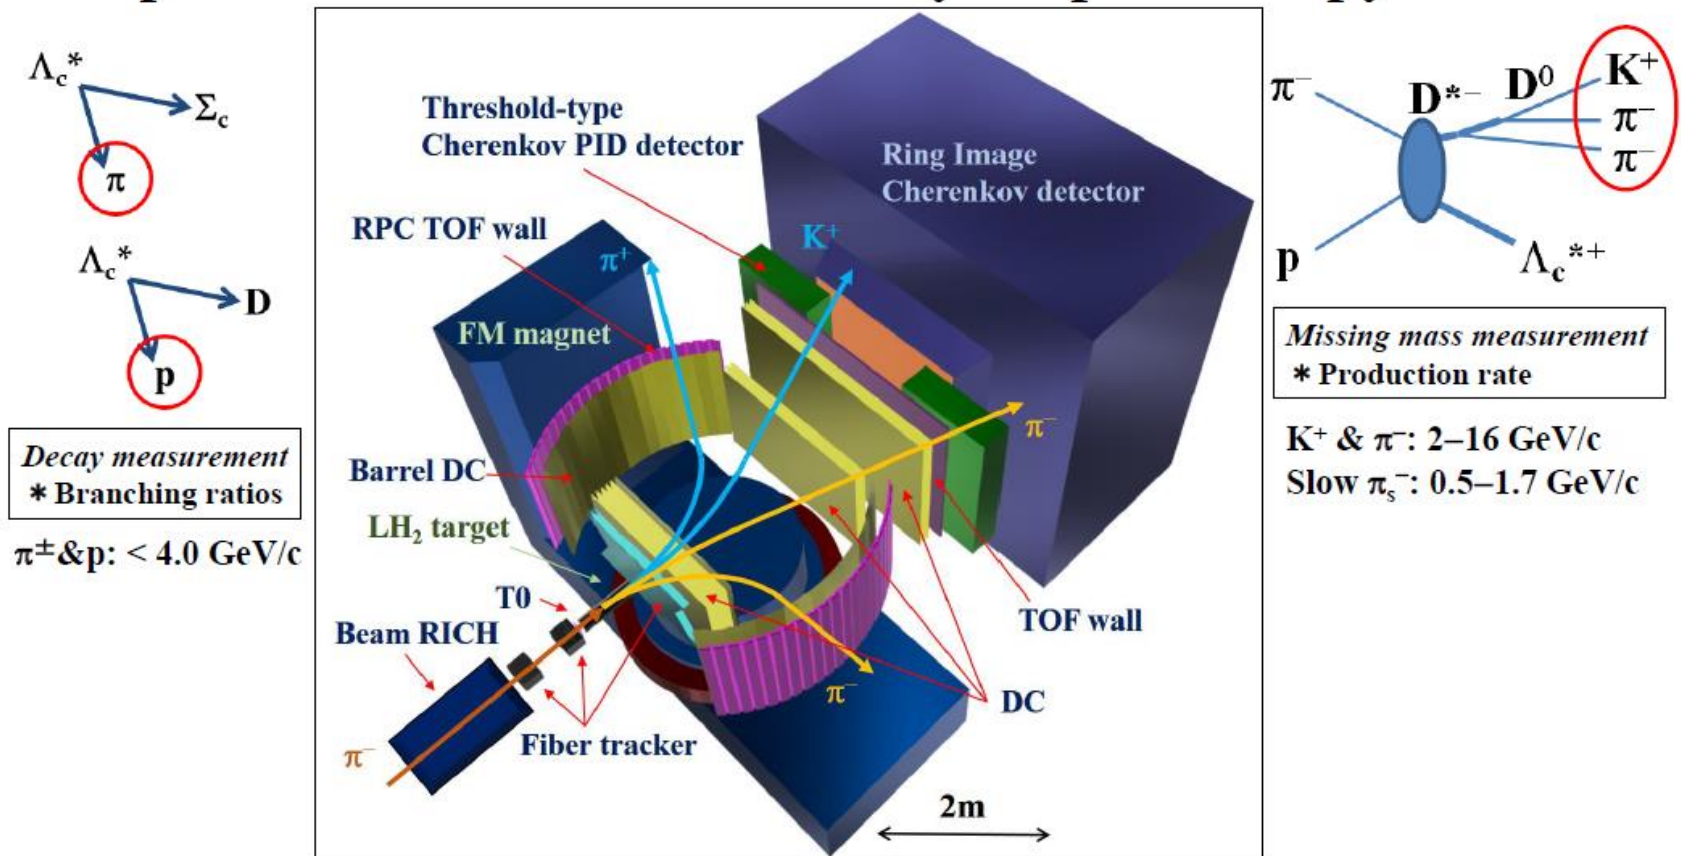 Λc*
Σc
π
Λc*
D
p
Decay measurement
* Branching ratios
π±&p: < 4.0 GeV/c
Threshold-type
Cherenkov PID detector
Ring Image
Cherenkov detector
RPC TOF wall
π+
K+
FM magnet
π−
Barrel DC
LH2 target
T0
Beam RICH
TOF wall
π−
DC
Fiber tracker
π−
2m
π−
D*−
D0
K+
π−
π−
p
Λc*+
Missing mass measurement
* Production rate
K+ & π−: 2–16 GeV/c
Slow πs−: 0.5–1.7 GeV/c